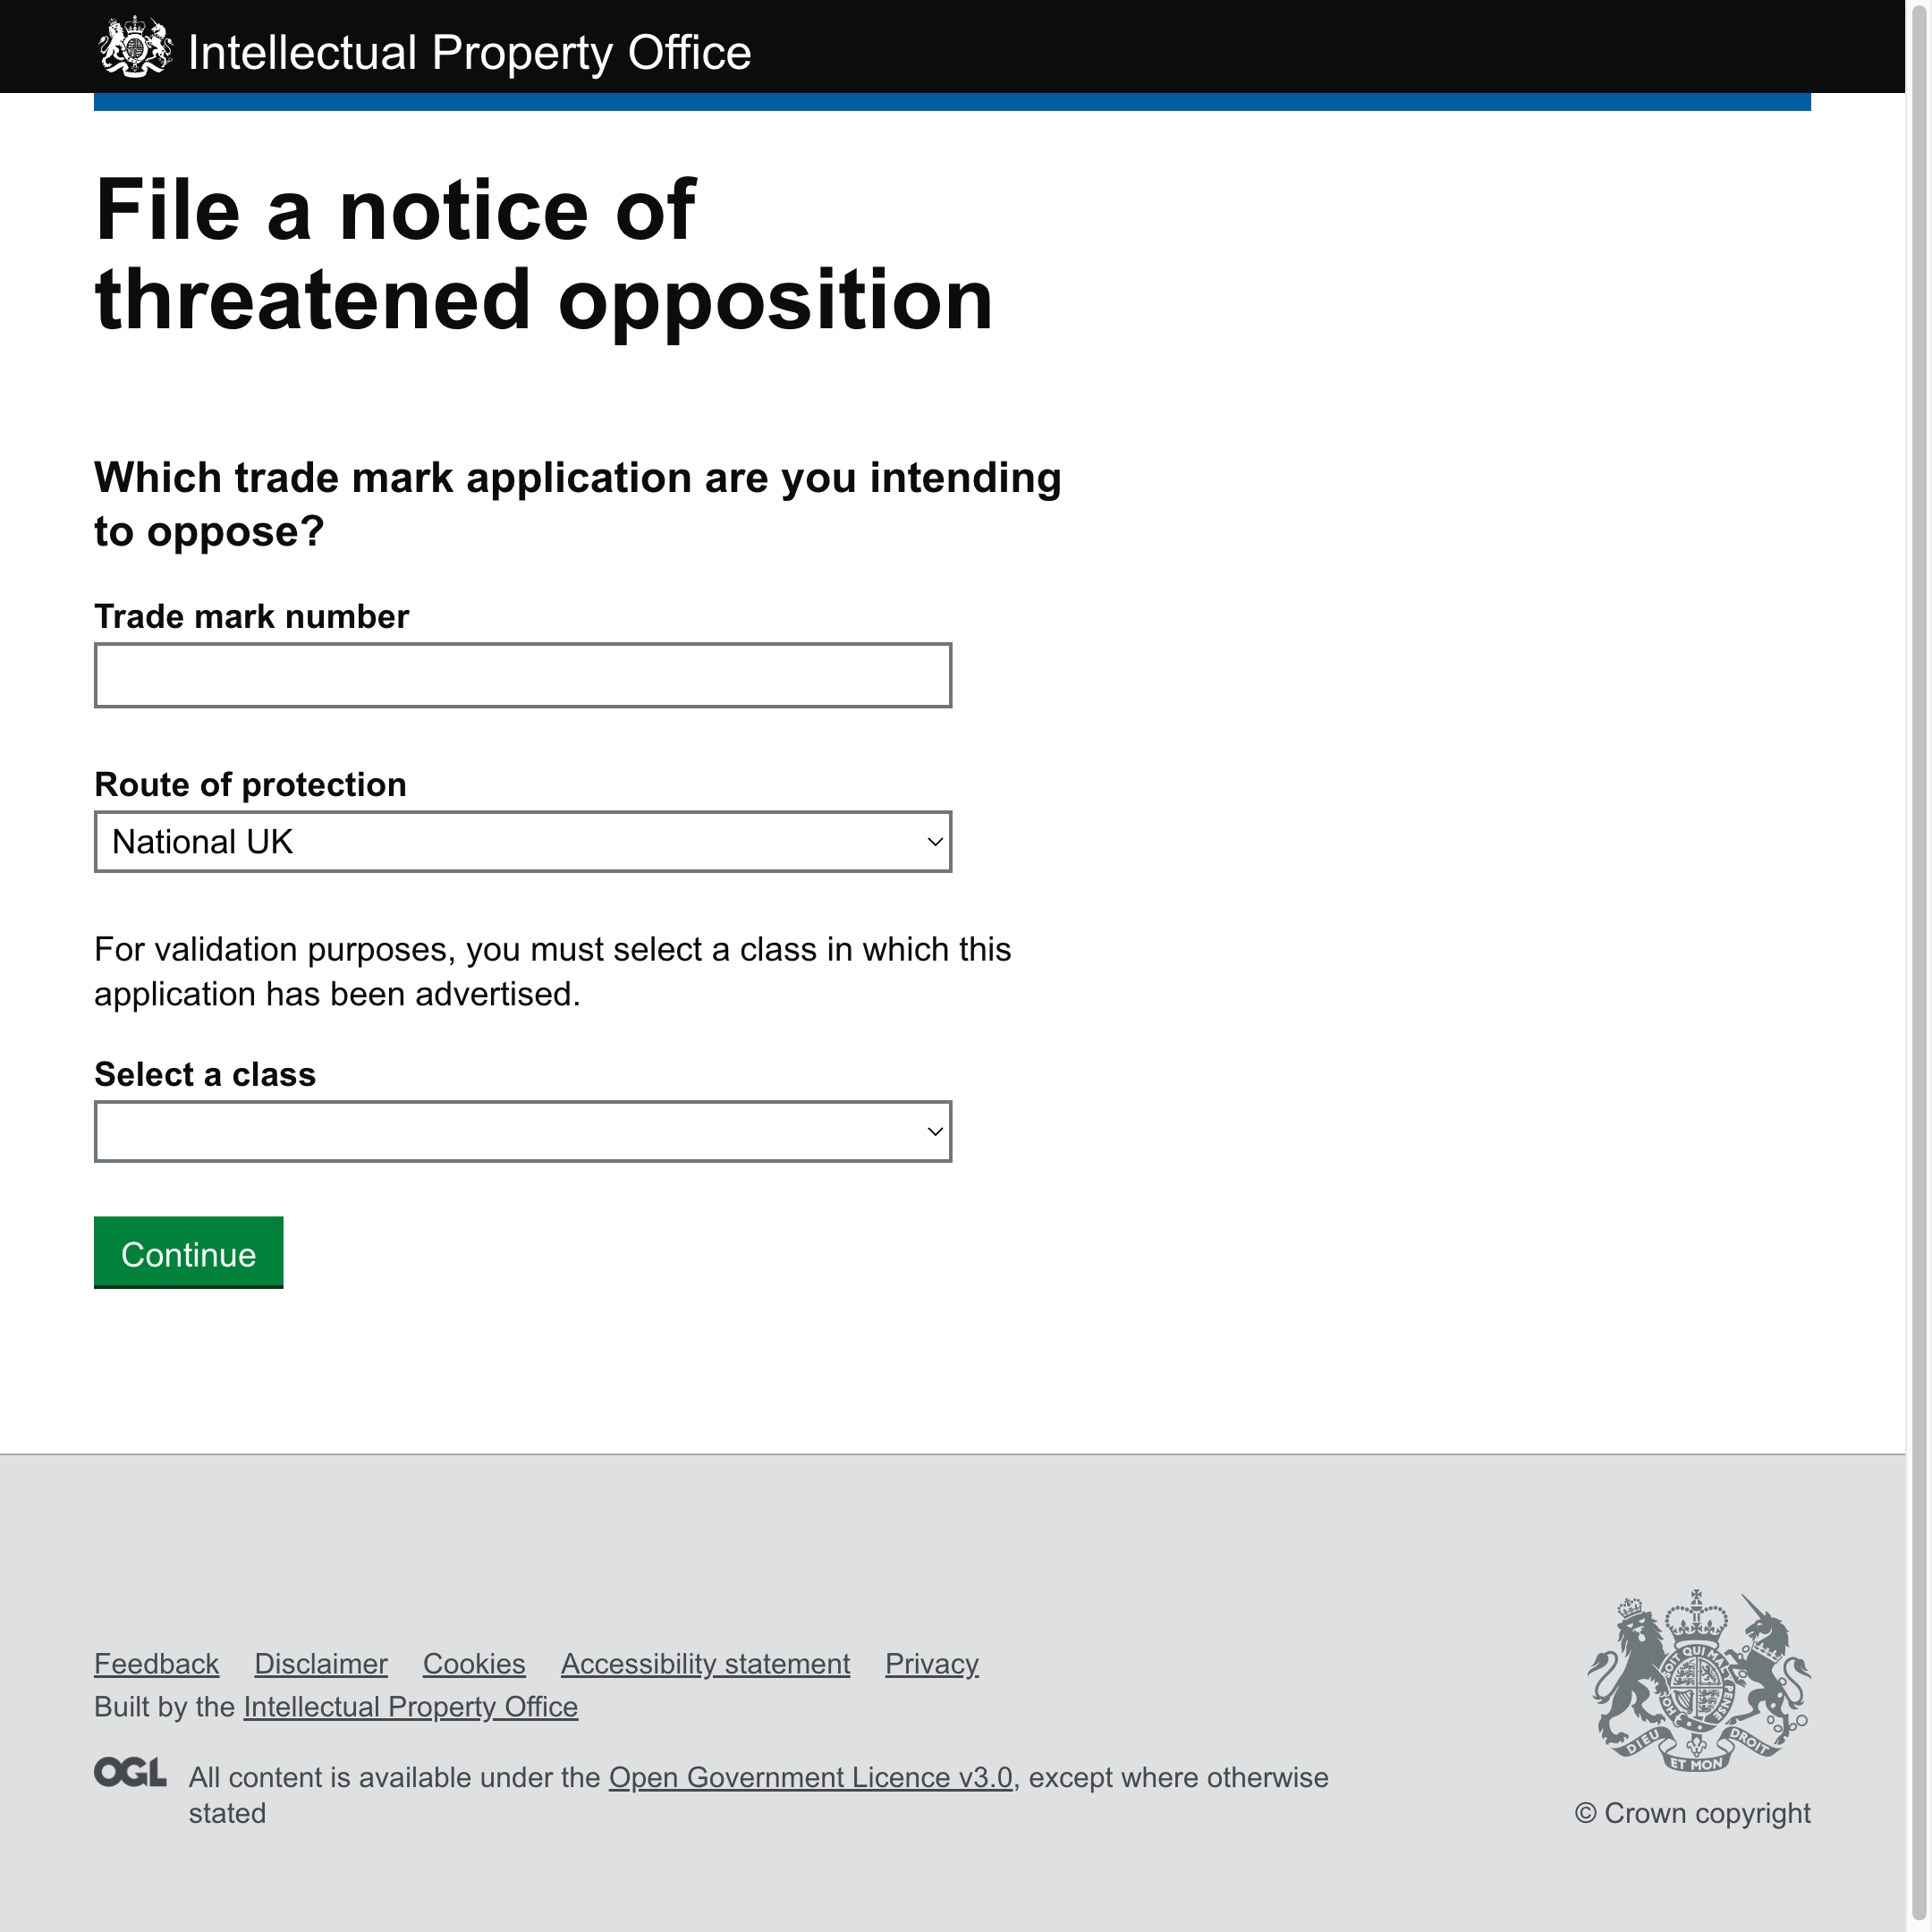 Intellectual Property Office
File a notice of
threatened opposition
Which trade mark application are you intending
to oppose?
Trade mark number
Route of protection
National UK
For validation purposes, you must select a class in which this
application has been advertised.
Select a class
Continue
Feedback Disclaimer Cookies Accessibility statement Privacy
Built by the Intellectual Property Office
OGL All content is available under the Open Government Licence v3.0, except where otherwise
stated
DIEU ET MON DROIT
© Crown copyright